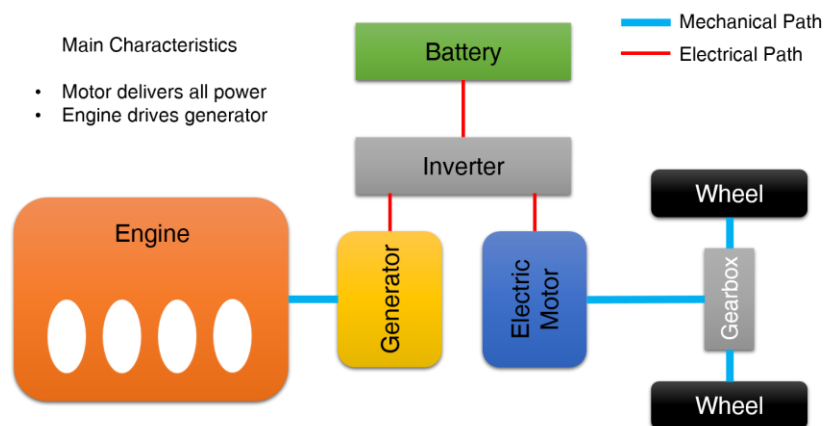 Main Characteristics
• Motor delivers all power
• Engine drives generator
Battery
Mechanical Path
Electrical Path
Inverter
Engine
Generator
Electric
Motor
Wheel
Gearbox
Wheel